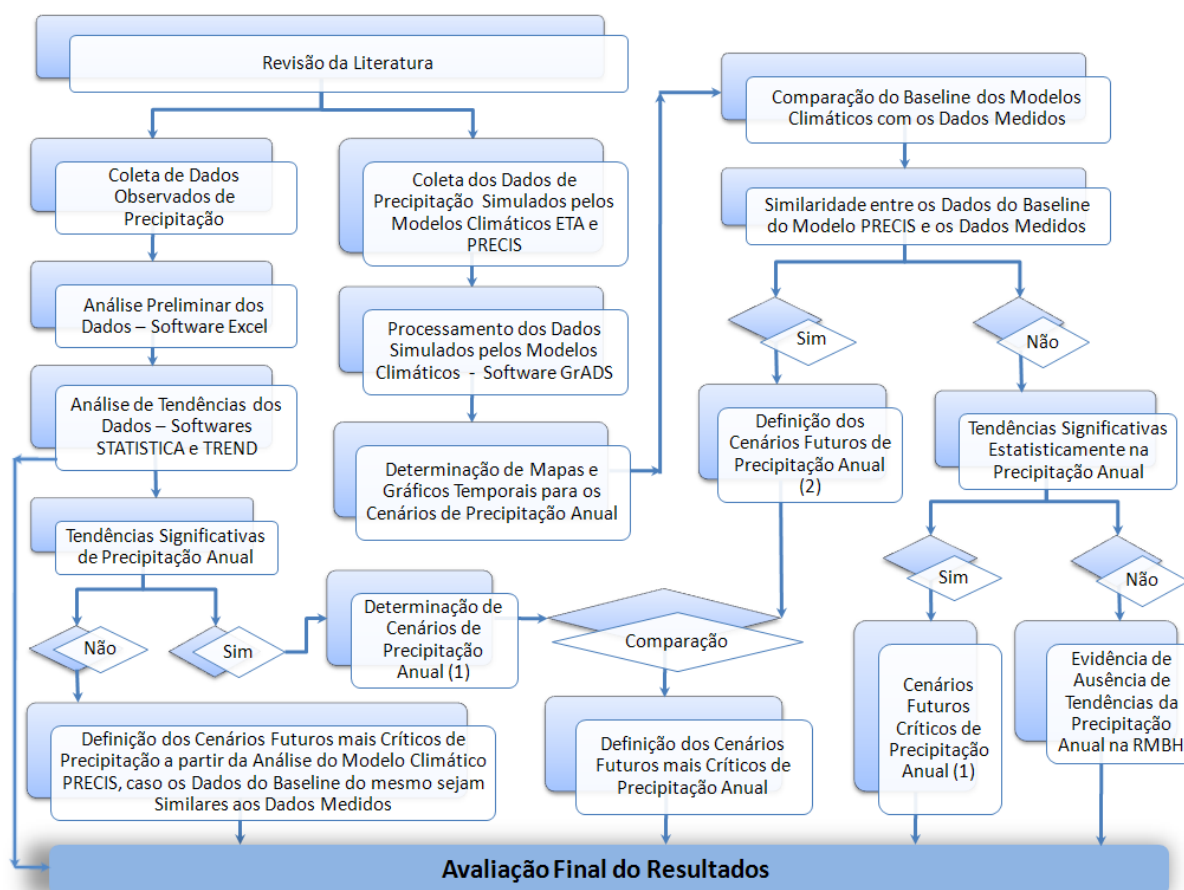 Revisão da Literatura
Coleta de Dados
Observados de
Precipitação
Análise Preliminar dos
Dados – Software Excel
Análise de Tendências dos
Dados – Softwares
STATISTICA e TREND
Tendências Significativas
de Precipitação Anual
Não
Sim
Determinação de
Cenários de
Precipitação
Anual (1)
Definição dos Cenários Futuros mais Críticos de
Precipitação a partir da Análise do Modelo Climático
PRECIS, caso os Dados do Baseline do mesmo sejam
Similares aos Dados Medidos
Coleta dos Dados de
Precipitação Simulados pelos
Modelos Climáticos ETA e
PRECIS
Processamento dos Dados
Simulados pelos Modelos
Climáticos - Software GrADS
Determinação de Mapas e
Gráficos Temporais para os
Cenários de Precipitação Anual
Comparação do Baseline dos Modelos
Climáticos com os Dados Medidos
Similaridade entre os Dados do Baseline
do Modelo PRECIS e os Dados Medidos
Sim
Não
Definição dos
Cenários Futuros de
Precipitação Anual
(2)
Tendências Significativas
Estatisticamente na
Precipitação Anual
Comparação
Definição dos Cenários
Futuros mais Críticos de
Precipitação Anual
Sim
Não
Cenários
Futuros
Críticos de
Precipitação
Anual (1)
Evidência de
Ausência de
Tendências da
Precipitação
Anual na RMBH
Avaliação Final do Resultados